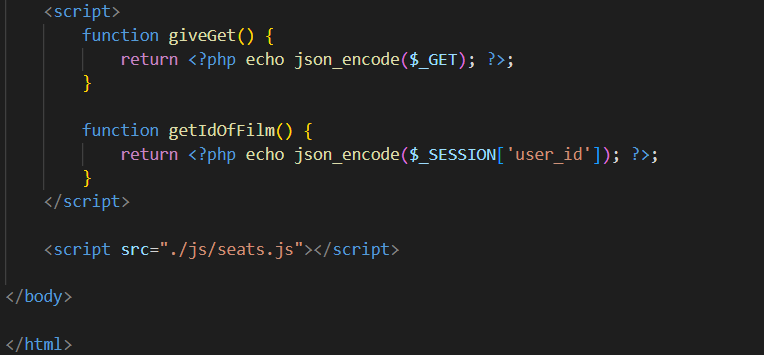 <script>
function giveGet() {
return <?php echo json_encode($_GET); ?>;
}
function getIdOfFilm() {
return <?php echo json_encode($_SESSION['user_id']); ?>;
}
</script>
<script src="./js/seats.js"></script>
</body>
</html>